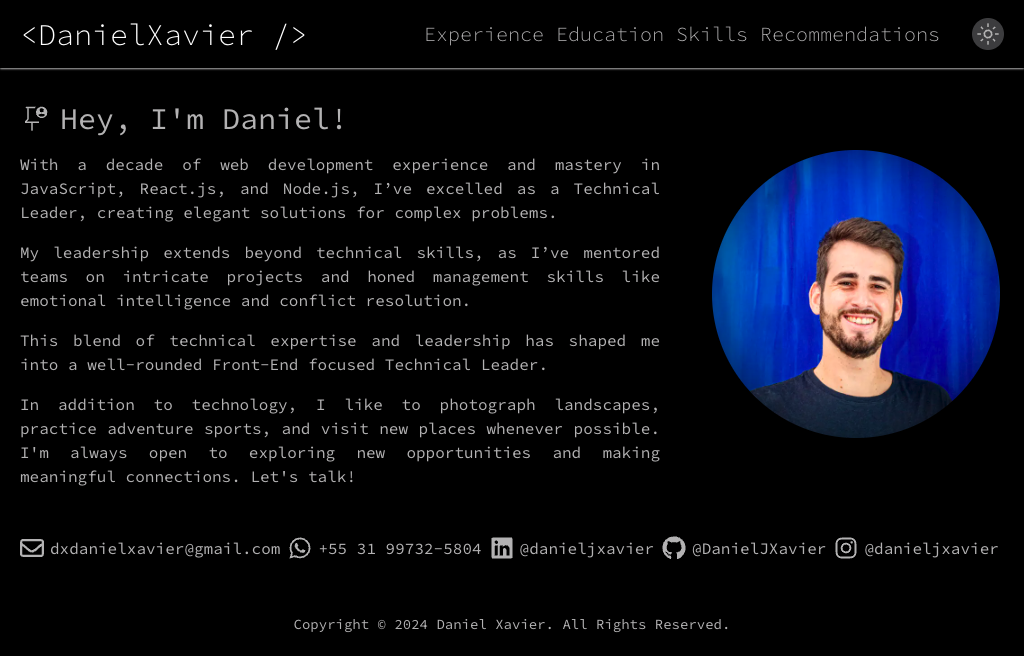 <DanielXavier />
Experience Education Skills Recommendations
Hey, I'm Daniel!
With a decade of web development experience and mastery in
JavaScript, React.js, and Node.js, I’ve excelled as a Technical
Leader, creating elegant solutions for complex problems.
My leadership extends beyond technical skills, as I’ve mentored
teams on intricate projects and honed management skills like
emotional intelligence and conflict resolution.
This blend of technical expertise and leadership has shaped me
into a well-rounded Front-End focused Technical Leader.
In addition to technology, I like to photograph landscapes,
practice adventure sports, and visit new places whenever possible.
I'm always open to exploring new opportunities and making
meaningful connections. Let's talk!
dxdanielxavier@gmail.com +55 31 99732-5804 @danieljxavier @DanielJXavier @danieljxavier
Copyright © 2024 Daniel Xavier. All Rights Reserved.